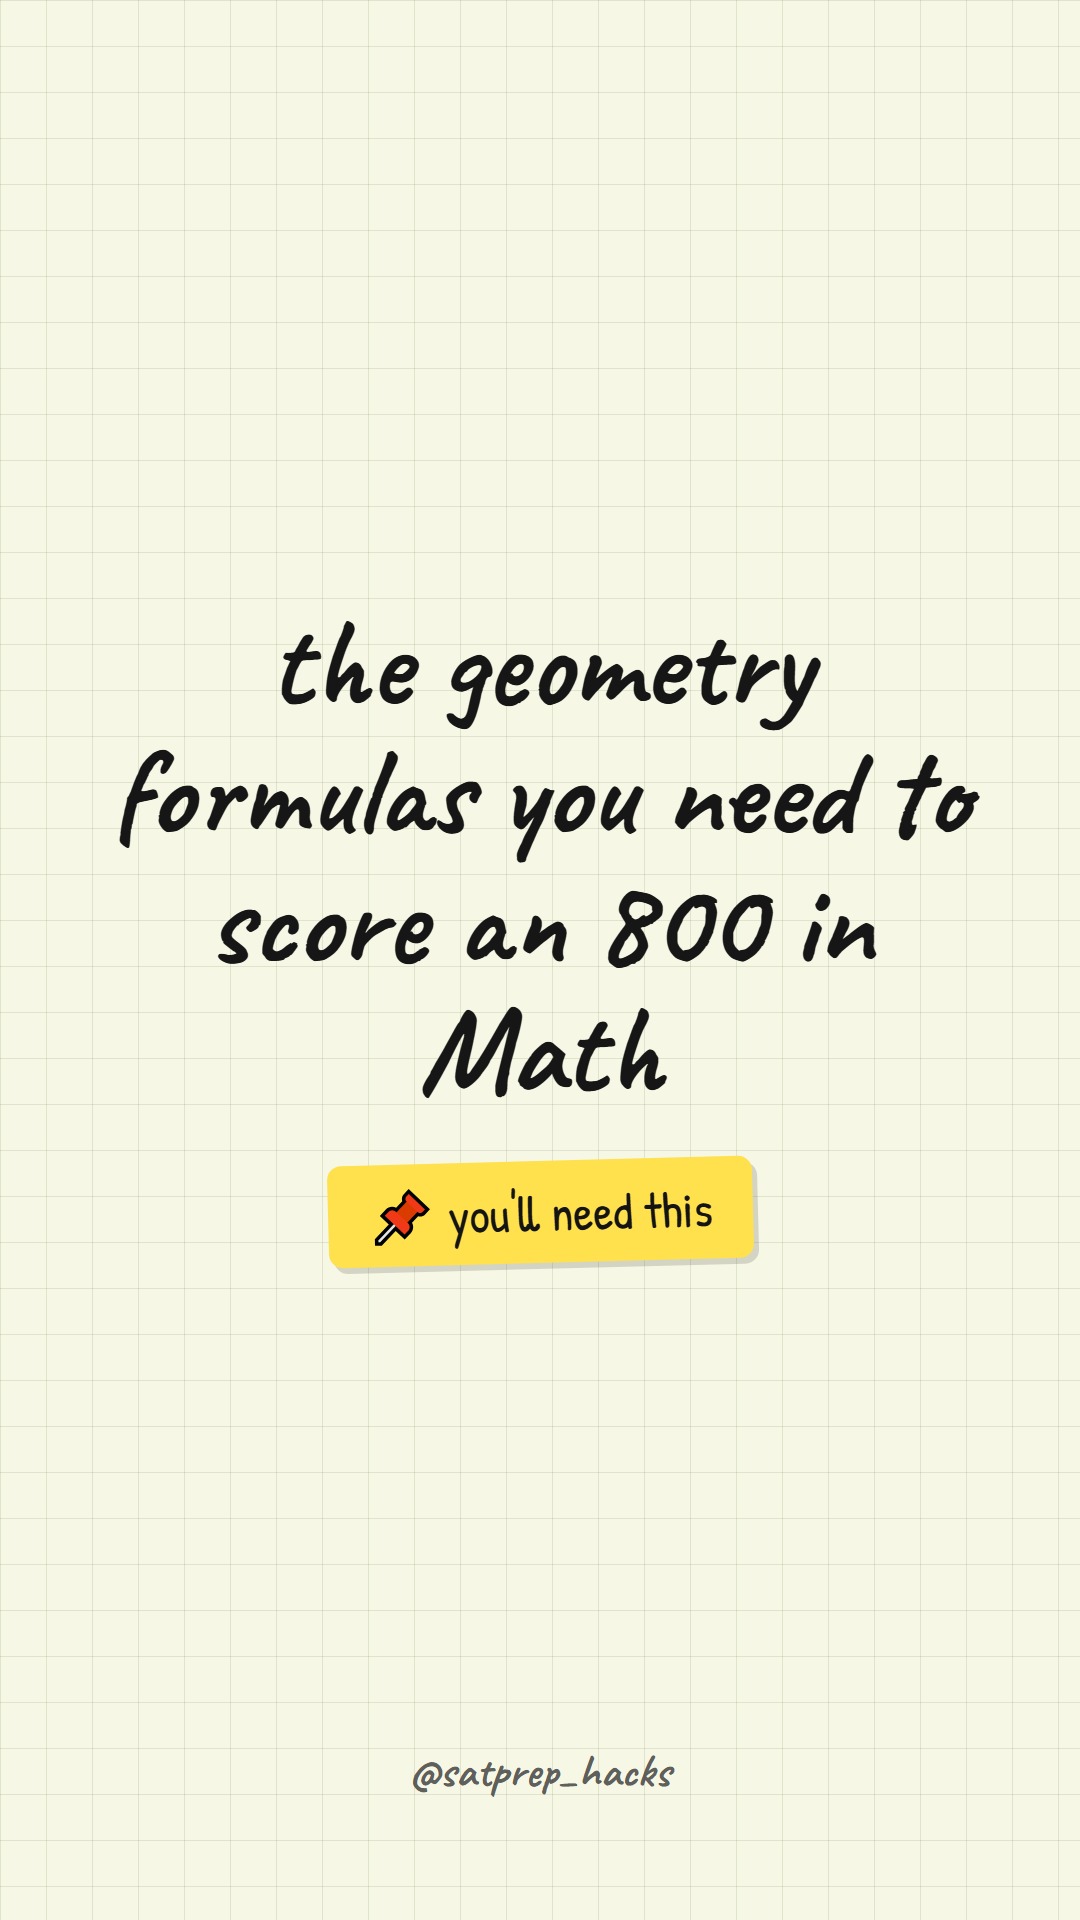 the geometry
formulas you need to
score an 800 in
Math
📌 you'll need this
@satprep_hacks